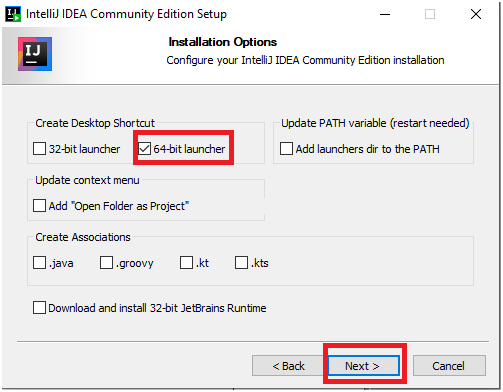 IntelliJ IDEA Community Edition Setup
IJ
Installation Options
Configure your IntelliJ IDEA Community Edition installation
Create Desktop Shortcut
32-bit launcher
64-bit launcher
Update PATH variable (restart needed)
Add launchers dir to the PATH
Update context menu
Add "Open Folder as Project"
Create Associations
.java
.groovy
.kt
.kts
Download and install 32-bit JetBrains Runtime
< Back
Next >
Cancel